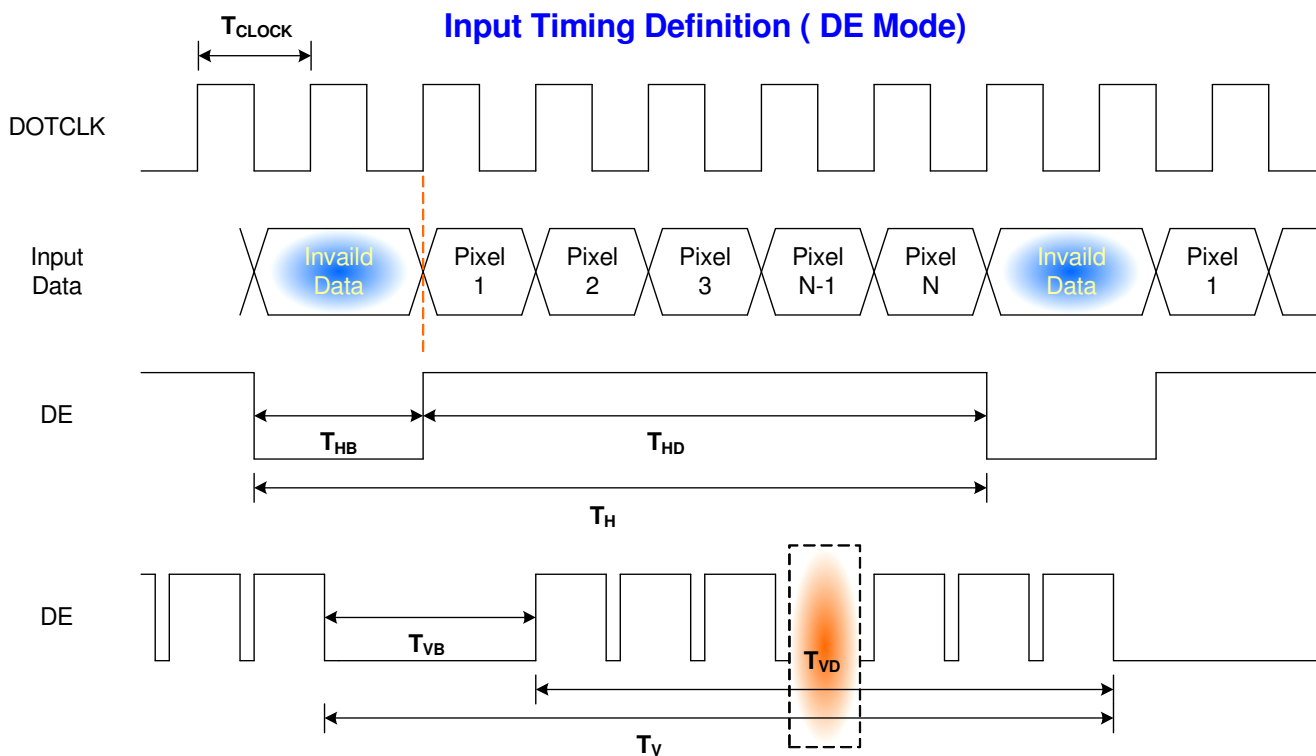 Input Timing Definition ( DE Mode)
TCLOCK
DOTCLK
Input
Data
Invaild
Data
Pixel
1
Pixel
2
Pixel
3
Pixel
N-1
Pixel
N
Invaild
Data
Pixel
1
DE
THB
THD
TH
DE
TVB
TVD
TV